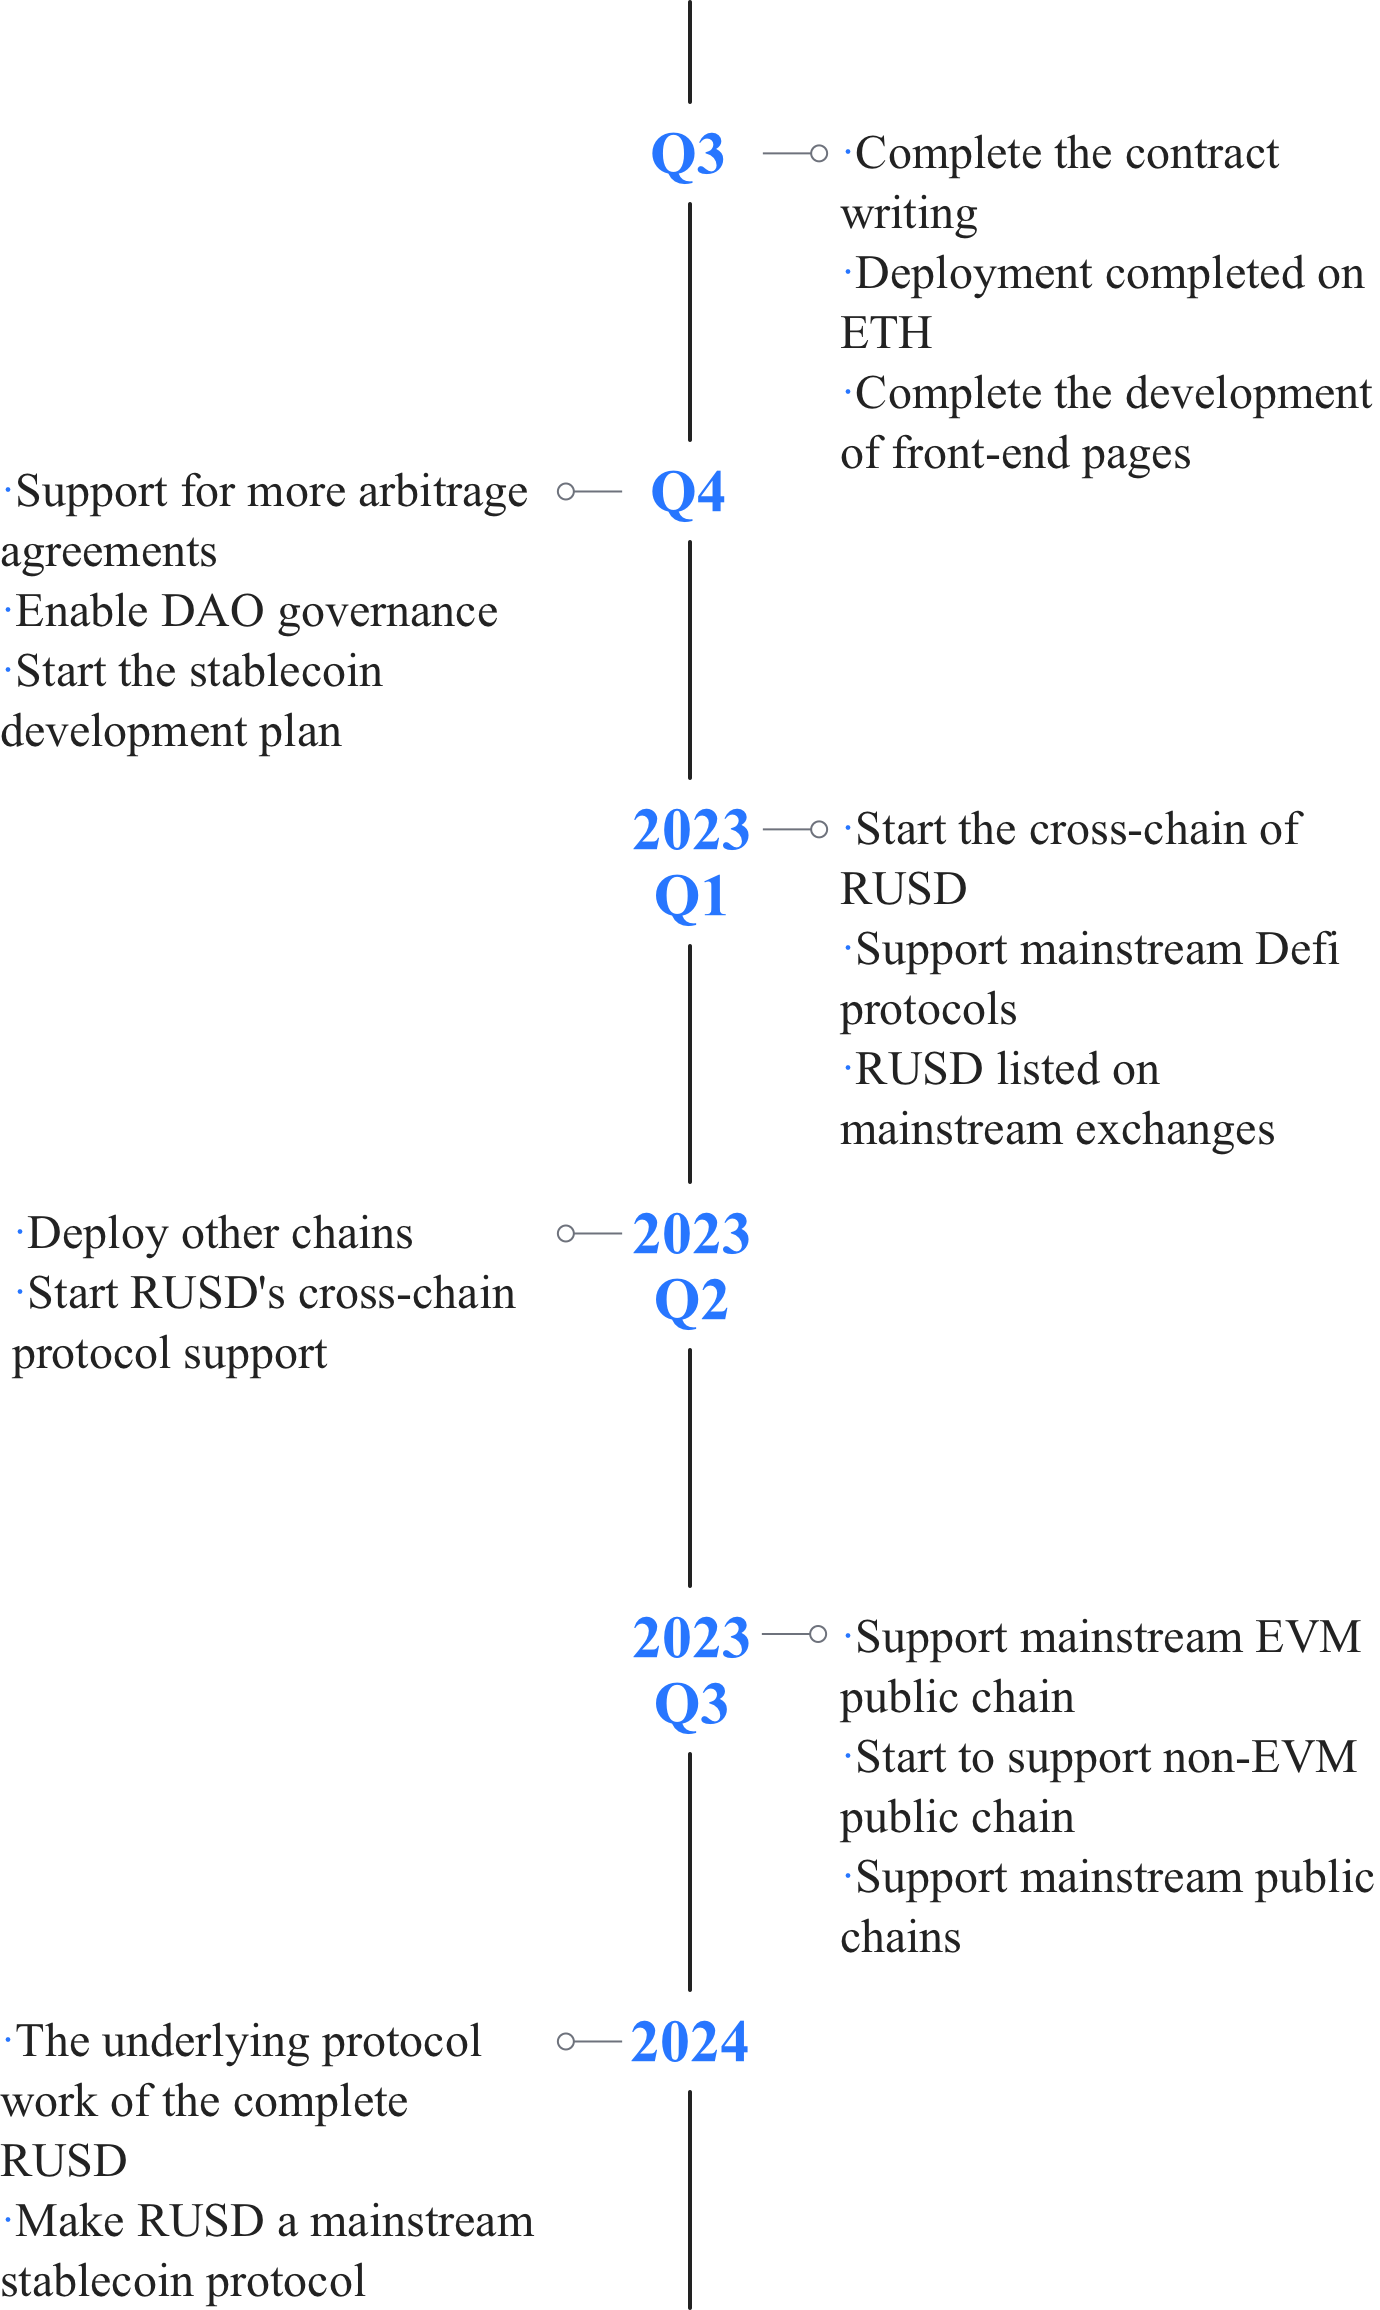 Q3
·Complete the contract
writing
·Deployment completed on
ETH
·Complete the development
of front-end pages
Q4
·Support for more arbitrage
agreements
·Enable DAO governance
·Start the stablecoin
development plan
2023
Q1
·Start the cross-chain of
RUSD
·Support mainstream Defi
protocols
·RUSD listed on
mainstream exchanges
2023
Q2
·Deploy other chains
·Start RUSD's cross-chain
protocol support
2023
Q3
·Support mainstream EVM
public chain
·Start to support non-EVM
public chain
·Support mainstream public
chains
2024
·The underlying protocol
work of the complete
RUSD
·Make RUSD a mainstream
stablecoin protocol